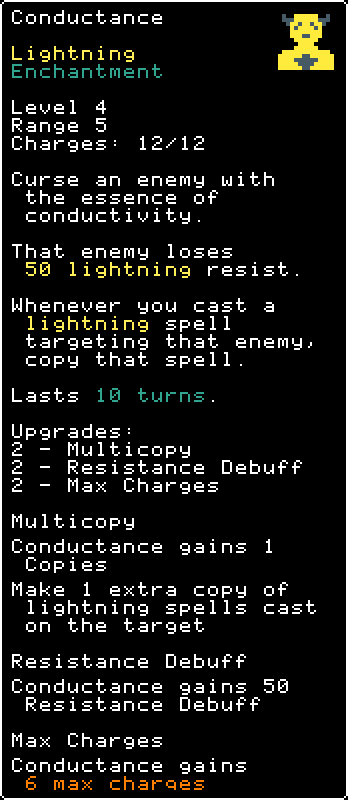 Conductance
Lightning
Enchantment
Level 4
Range 5
Charges: 12/12
Curse an enemy with
the essence of
conductivity.
That enemy loses
50 lightning resist.
Whenever you cast a
lightning spell
targeting that enemy,
copy that spell.
Lasts 10 turns.
Upgrades:
2 - Multicopy
2 - Resistance Debuff
2 - Max Charges
Multicopy
Conductance gains 1
Copies
Make 1 extra copy of
lightning spells cast
on the target
Resistance Debuff
Conductance gains 50
Resistance Debuff
Max Charges
Conductance gains
6 max charges